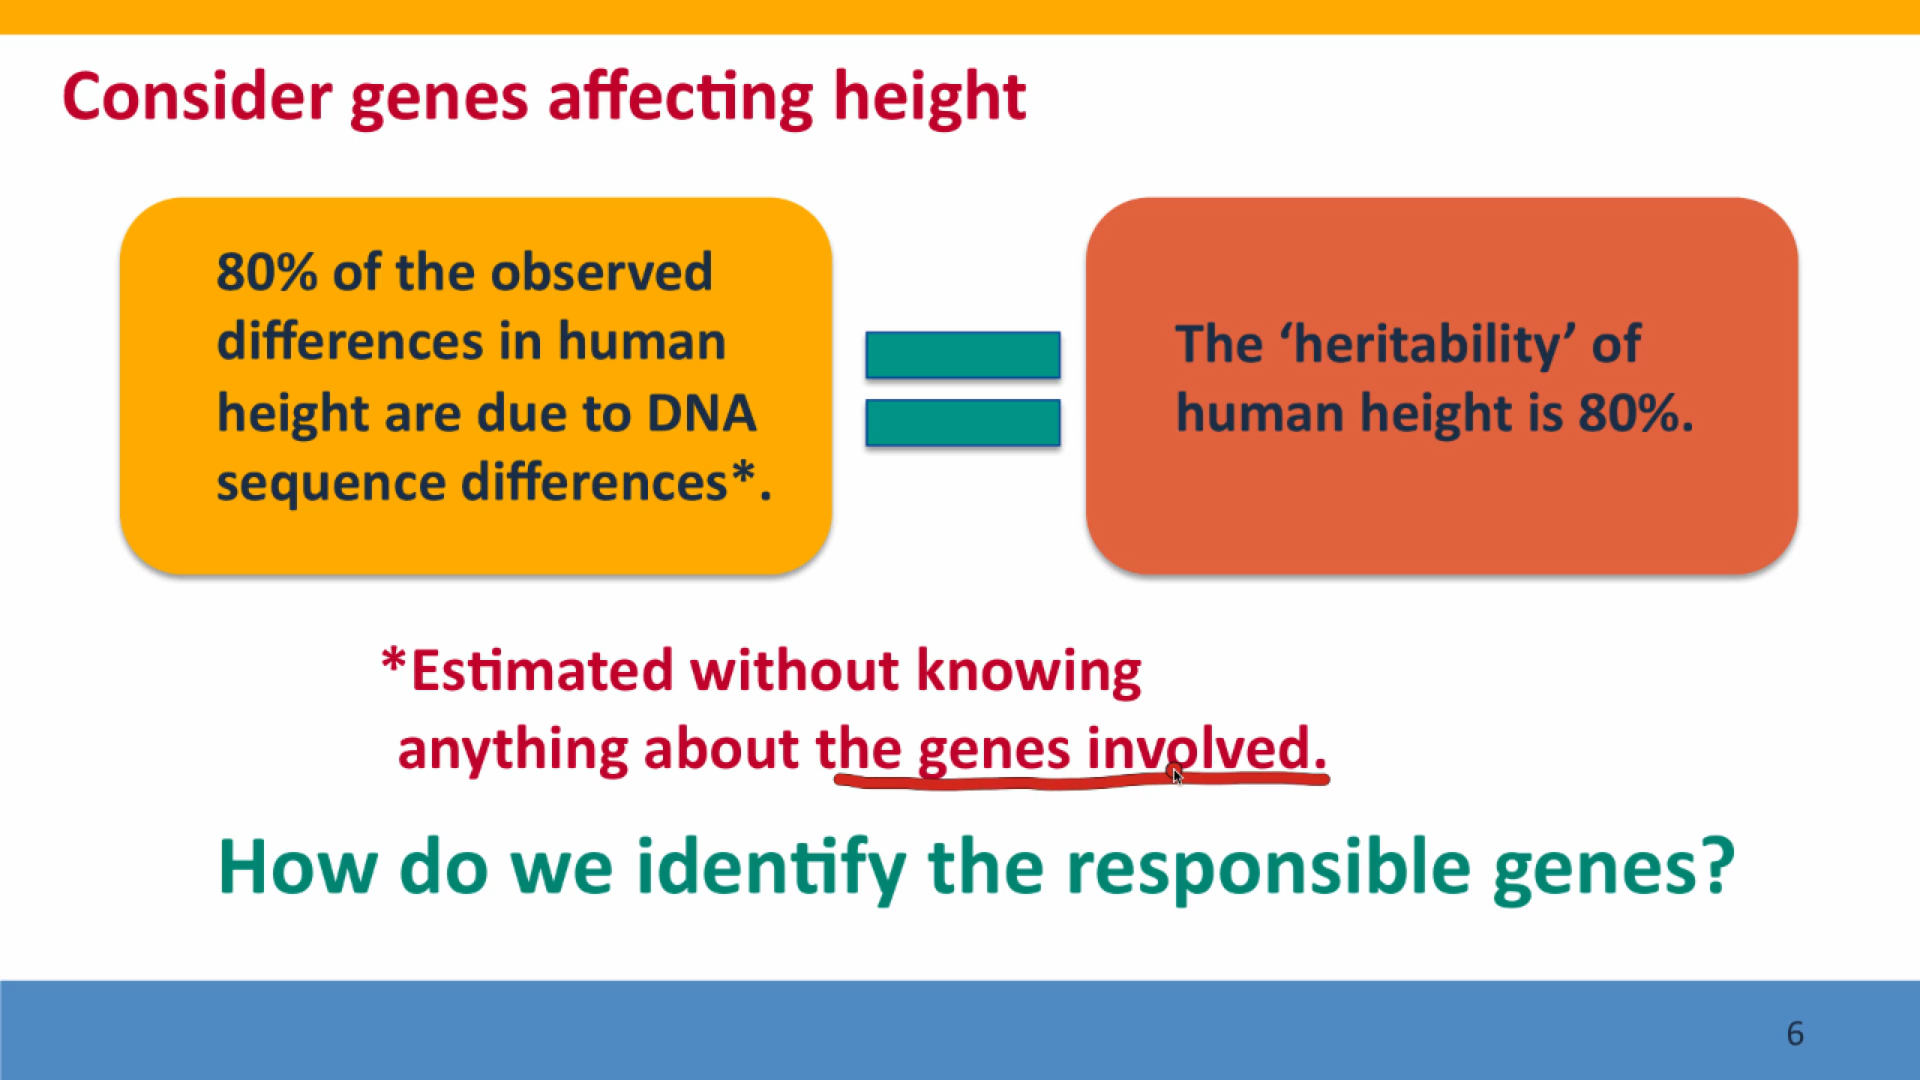 Consider genes affecting height
80% of the observed
differences in human
height are due to DNA
sequence differences*.
The ‘heritability’ of
human height is 80%.
*Estimated without knowing
anything about the genes involved.
How do we identify the responsible genes?
6